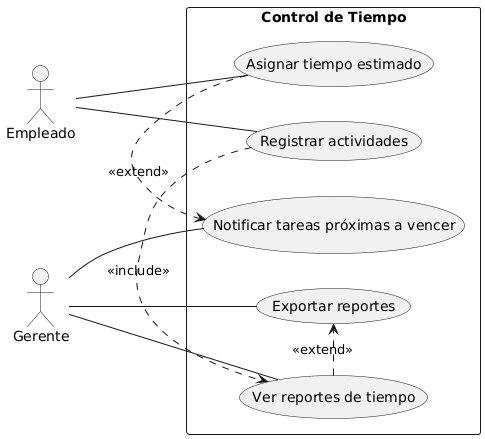 Control de Tiempo
Asignar tiempo estimado
Empleado
Registrar actividades
«extend»
Notificar tareas próximas a vencer
«include»
Exportar reportes
Gerente
«extend»
Ver reportes de tiempo